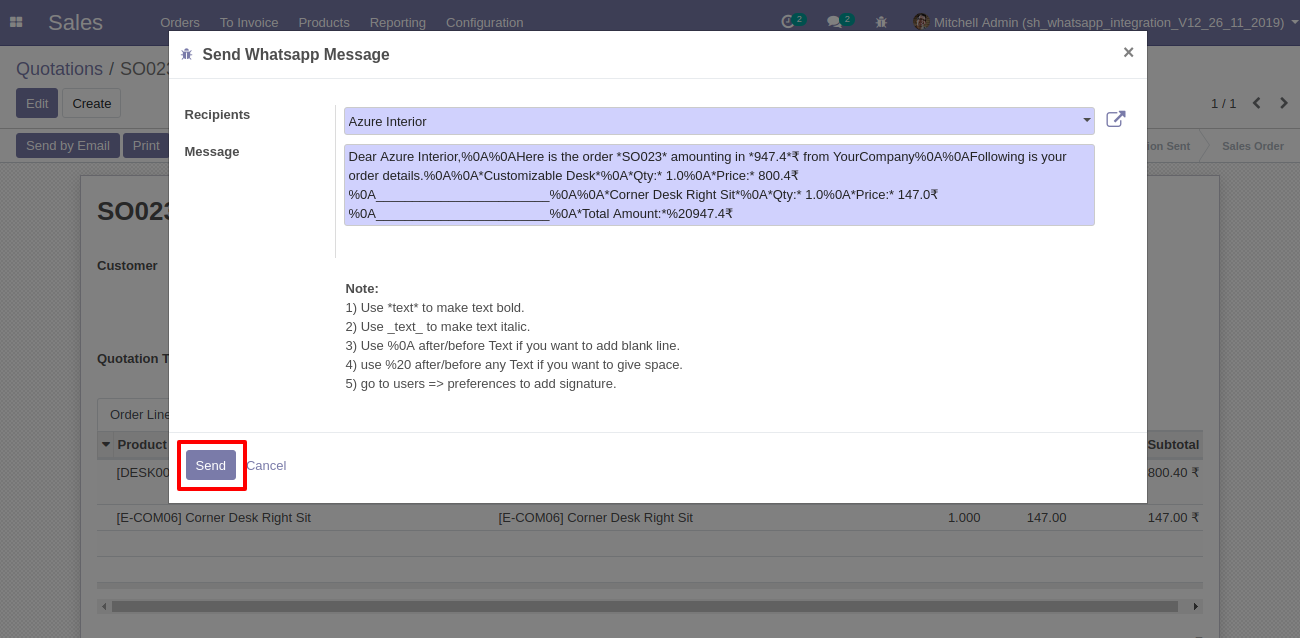 Sales Orders To Invoice Products Reporting Configuration 2 2 Mitchell Admin (sh_whatsapp_integration_V12_26_11_2019)
Quotations / SO023
Edit Create
1 / 1
Send by Email Print
ion Sent Sales Order
Send Whatsapp Message ×
Recipients
Azure Interior
Message
Dear Azure Interior,%0A%0AHere is the order *SO023* amounting in *947.4*₹ from YourCompany%0A%0AFollowing is your
order details.%0A%0A*Customizable Desk*%0A*Qty:* 1.0%0A*Price:* 800.4₹
%0A________________________%0A%0A*Corner Desk Right Sit*%0A*Qty:* 1.0%0A*Price:* 147.0₹
%0A________________________%0A*Total Amount:*%20947.4₹
Note:
1) Use *text* to make text bold.
2) Use _text_ to make text italic.
3) Use %0A after/before Text if you want to add blank line.
4) use %20 after/before any Text if you want to give space.
5) go to users => preferences to add signature.
Send Cancel
SO023
Customer
Quotation T
Order Line
Product Subtotal
[DESK00 800.40 ₹
[E-COM06] Corner Desk Right Sit [E-COM06] Corner Desk Right Sit 1.000 147.00 147.00 ₹